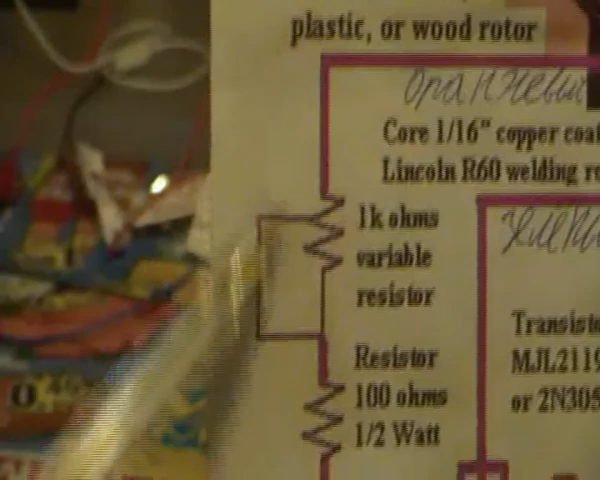 plastic, or wood rotor
Оранжевый
Core 1/16" copper coat
Lincoln R60 welding ro
1k ohms
variable
resistor
Transisto
MJL2119
or 2N305
Resistor
100 ohms
1/2 Watt